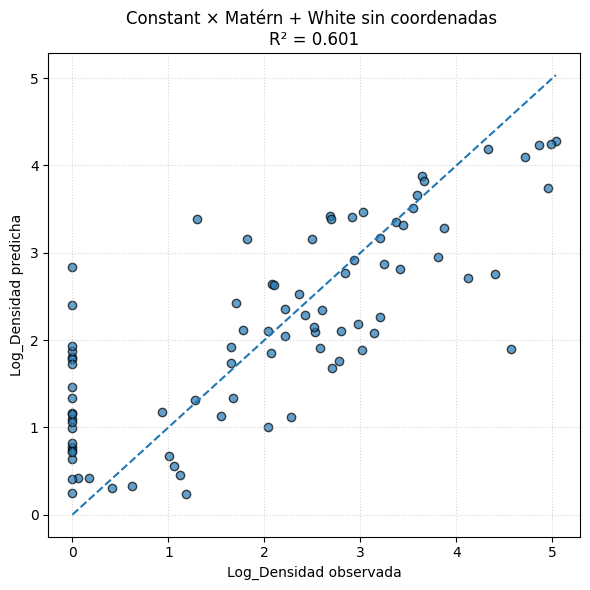 Constant × Matérn + White sin coordenadas
R² = 0.601
Log_Densidad predicha
5
4
3
2
1
0
0 1 2 3 4 5
Log_Densidad observada